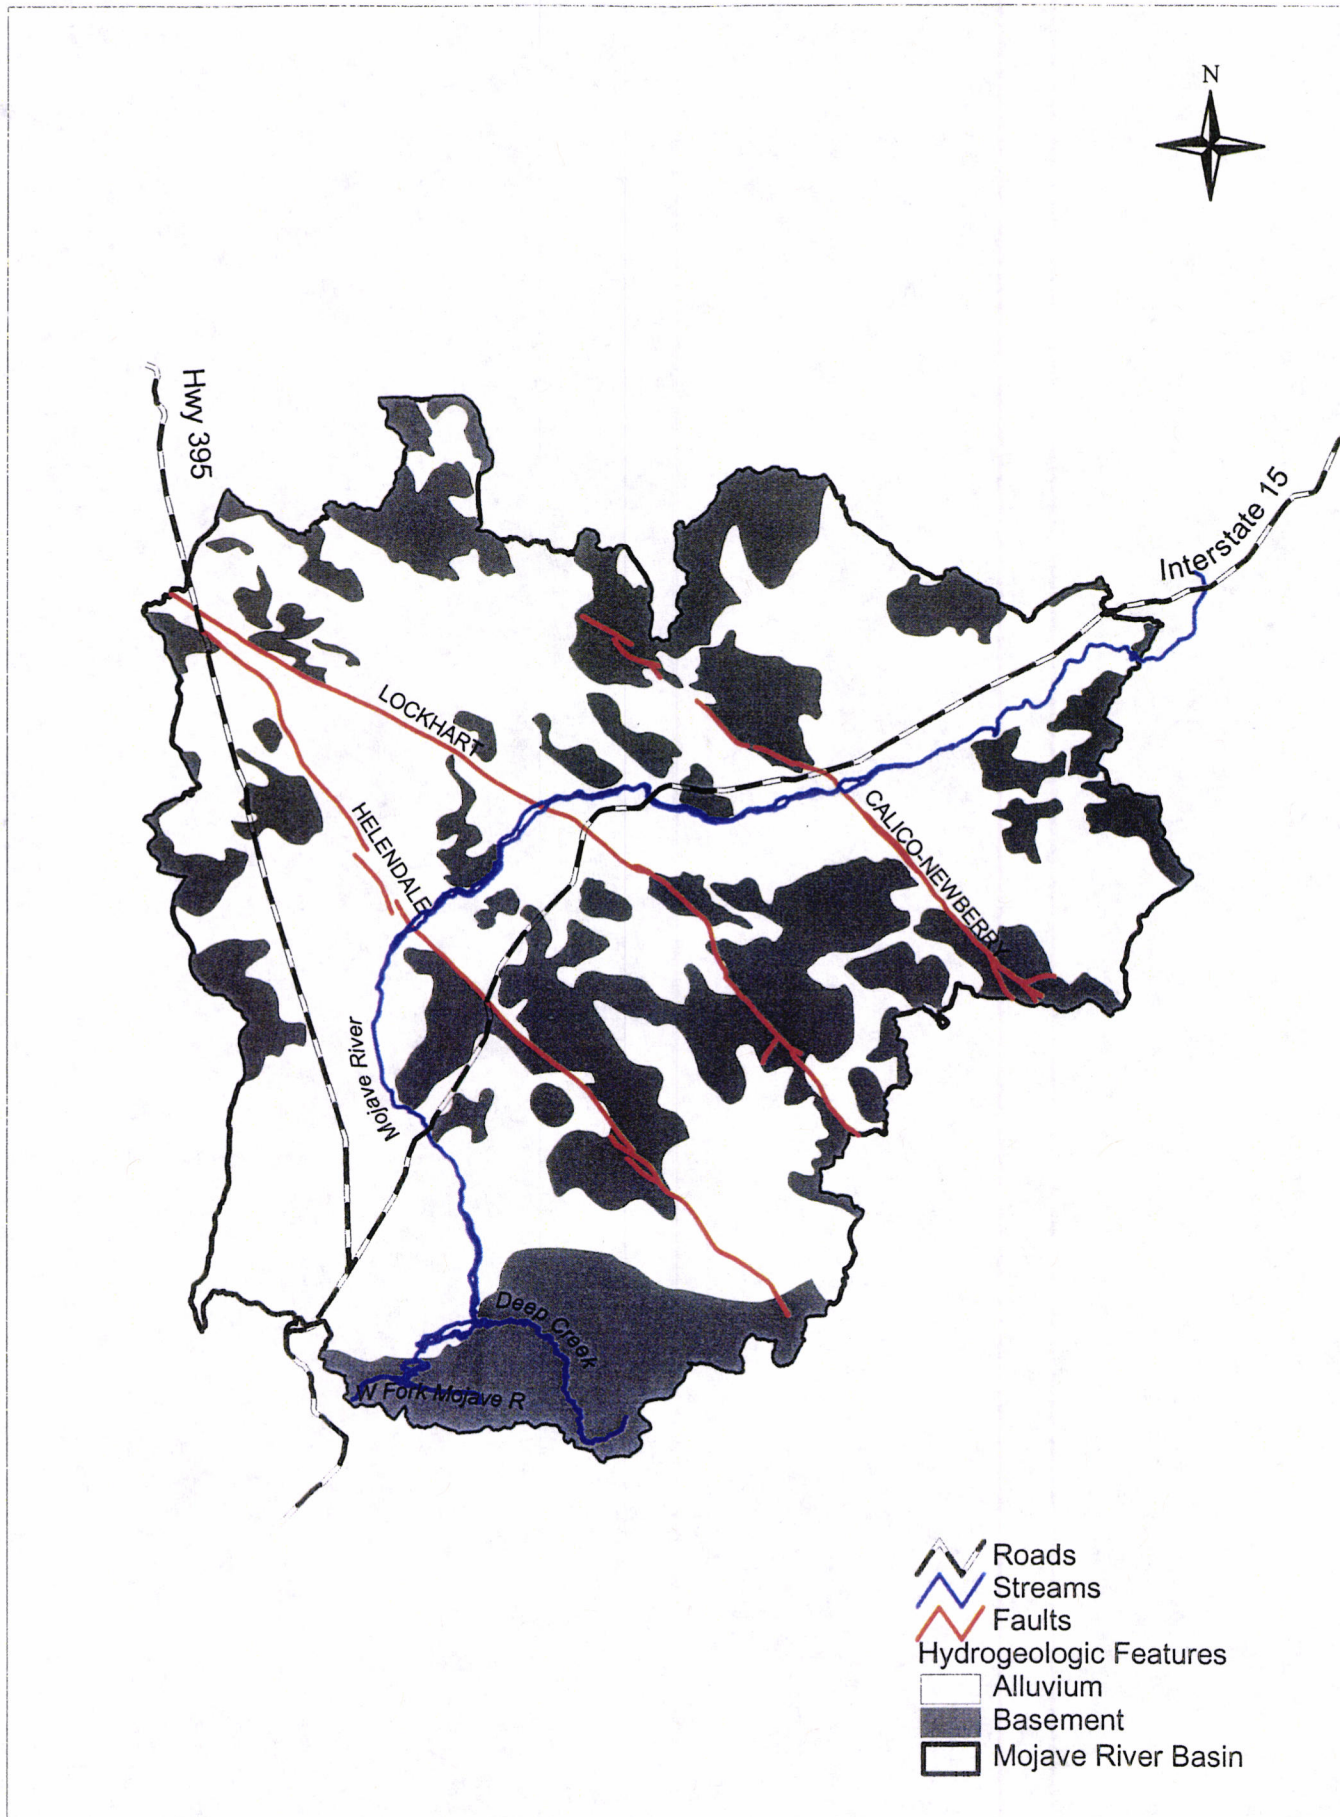 N
Hwy 395
Interstate 15
LOCKHART
HELENDALE
CALICO-NEWBERRY
Mojave River
Deep Creek
W Fork Mojave R
Roads
Streams
Faults
Hydrogeologic Features
Alluvium
Basement
Mojave River Basin